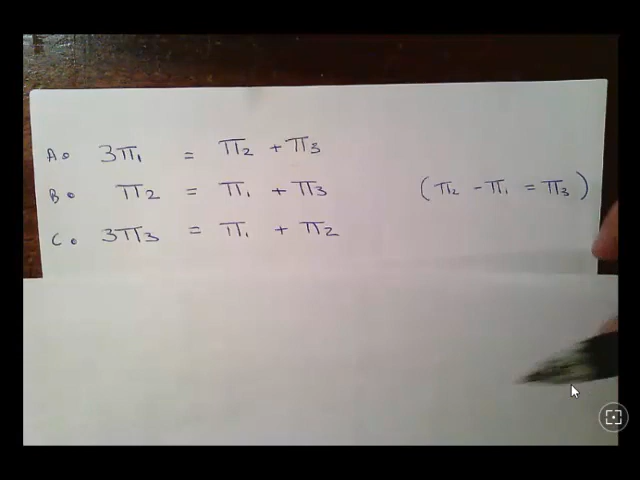 A. 3π₁ = π₂ + π₃
B. π₂ = π₁ + π₃ (π₂ - π₁ = π₃)
C. 3π₃ = π₁ + π₂